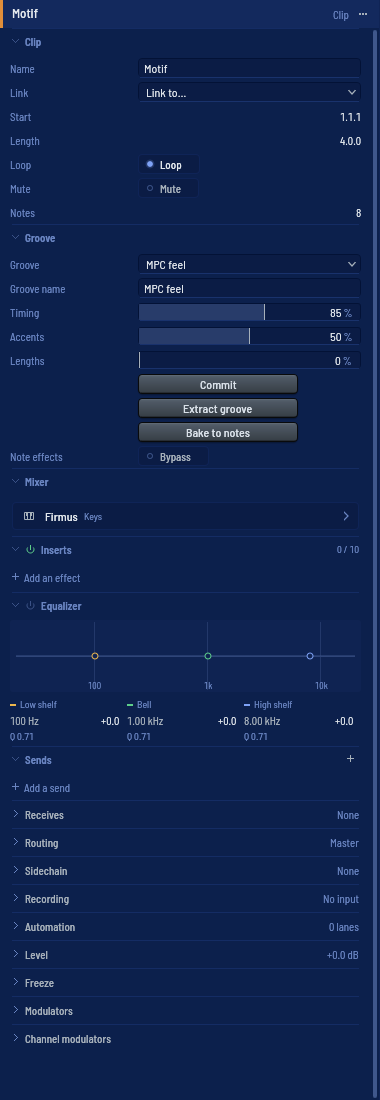 Motif Clip ...
Clip
Name Motif
Link Link to...
Start 1.1.1
Length 4.0.0
Loop Loop
Mute Mute
Notes 8
Groove
Groove MPC feel
Groove name MPC feel
Timing 85 %
Accents 50 %
Lengths 0 %
Commit
Extract groove
Bake to notes
Note effects Bypass
Mixer
Firmus Keys
Inserts 0 / 10
+ Add an effect
Equalizer
100 1k 10k
Low shelf Bell High shelf
100 Hz +0.0 1.00 kHz +0.0 8.00 kHz +0.0
Q 0.71 Q 0.71 Q 0.71
Sends +
+ Add a send
Receives None
Routing Master
Sidechain None
Recording No input
Automation 0 lanes
Level +0.0 dB
Freeze
Modulators
Channel modulators